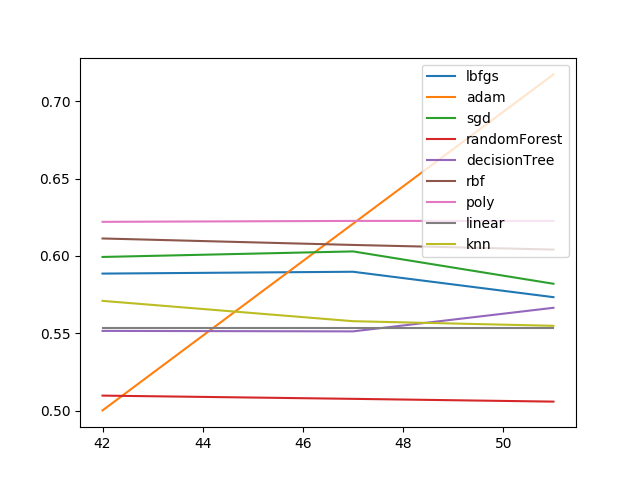 0.70
0.65
0.60
0.55
0.50
42
44
46
48
50
lbfgs
adam
sgd
randomForest
decisionTree
rbf
poly
linear
knn